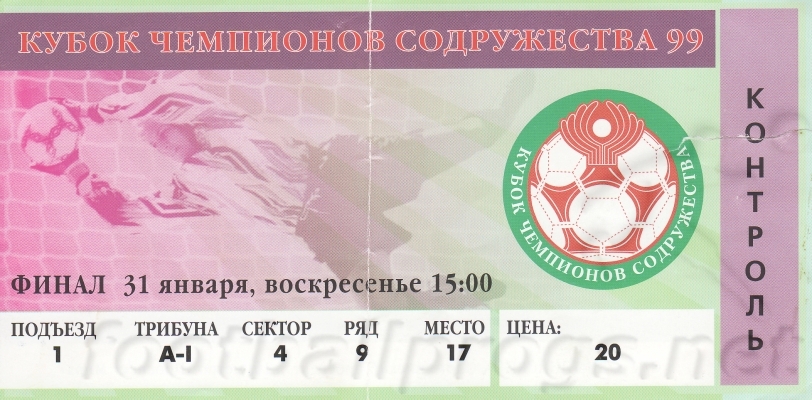 КУБОК ЧЕМПИОНОВ СОДРУЖЕСТВА 99
КУБОК ЧЕМПИОНОВ СОДРУЖЕСТВА
ФИНАЛ 31 января, воскресенье 15:00
ПОДЪЕЗД ТРИБУНА СЕКТОР РЯД МЕСТО ЦЕНА:
1 А-I 4 9 17 20
КОНТРОЛЬ
footballprogs.net